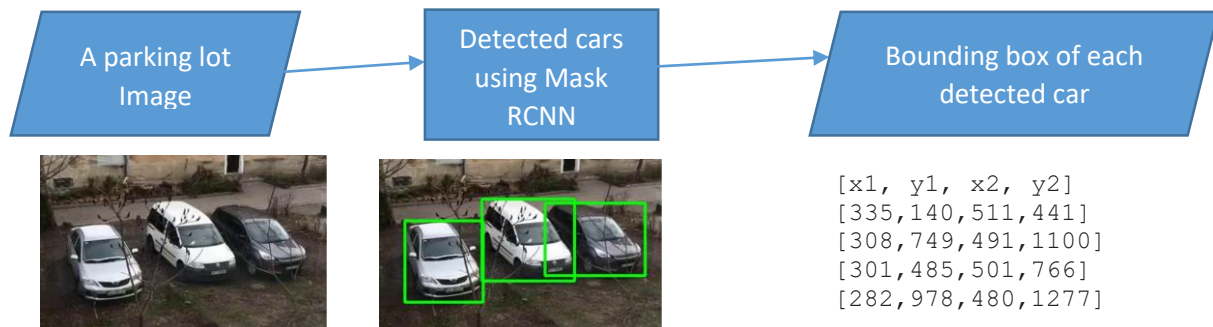 A parking lot
Image
Detected cars
using Mask
RCNN
Bounding box of each
detected car
[x1, y1, x2, y2]
[335,140,511,441]
[308,749,491,1100]
[301,485,501,766]
[282,978,480,1277]